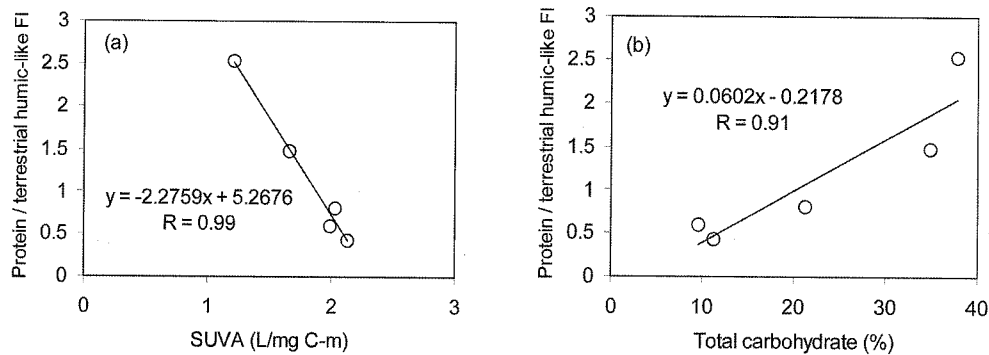 (a)
Protein / terrestrial humic-like FI
3
2.5
2
1.5
1
0.5
0
y = -2.2759x + 5.2676
R = 0.99
0 1 2 3
SUVA (L/mg C-m)
(b)
Protein / terrestrial humic-like FI
3
2.5
2
1.5
1
0.5
0
y = 0.0602x - 0.2178
R = 0.91
0 10 20 30 40
Total carbohydrate (%)